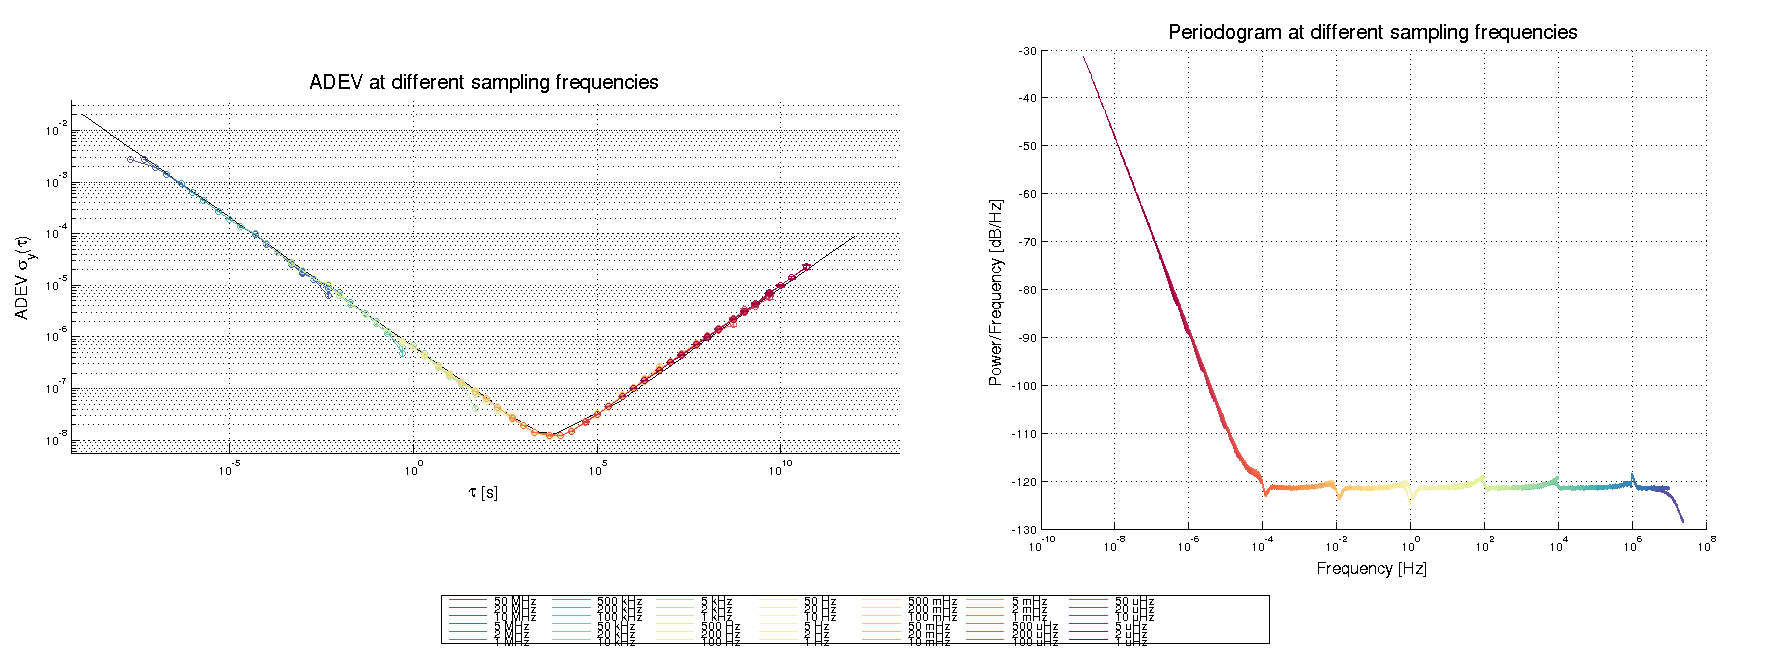 ADEV at different sampling frequencies
10^-2
10^-3
10^-4
10^-5
10^-6
10^-7
10^-8
ADEV σ_y(τ)
10^-5 10^0 10^5 10^10
τ [s]
Periodogram at different sampling frequencies
-30
-40
-50
-60
-70
-80
-90
-100
-110
-120
-130
Power/Frequency [dB/Hz]
10^-10 10^-8 10^-6 10^-4 10^-2 10^0 10^2 10^4 10^6 10^8
Frequency [Hz]
50 MHz 500 kHz 5 kHz 50 Hz 500 mHz 5 mHz 50 uHz
20 MHz 200 kHz 2 kHz 20 Hz 200 mHz 2 mHz 20 uHz
10 MHz 100 kHz 1 kHz 10 Hz 100 mHz 1 mHz 10 uHz
5 MHz 50 kHz 500 Hz 5 Hz 50 mHz 500 uHz 5 uHz
2 MHz 20 kHz 200 Hz 2 Hz 20 mHz 200 uHz 2 uHz
1 MHz 10 kHz 100 Hz 1 Hz 10 mHz 100 uHz 1 uHz